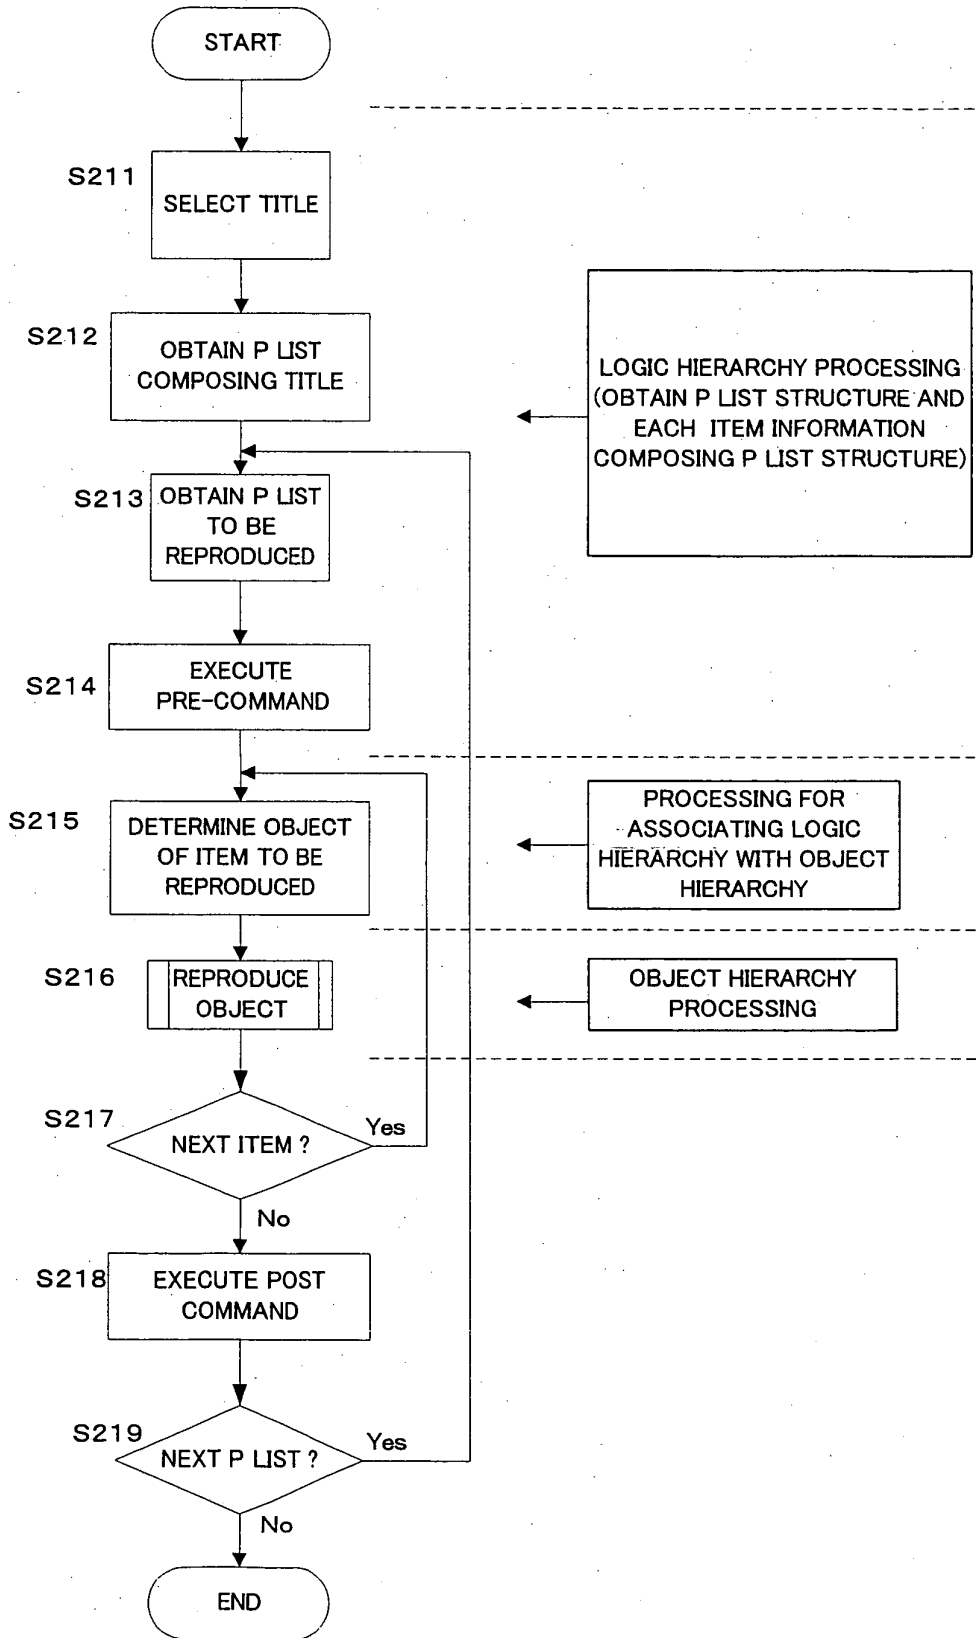 START
S211
SELECT TITLE
S212
OBTAIN P LIST
COMPOSING TITLE
LOGIC HIERARCHY PROCESSING
(OBTAIN P LIST STRUCTURE AND
EACH ITEM INFORMATION
COMPOSING P LIST STRUCTURE)
S213
OBTAIN P LIST
TO BE
REPRODUCED
S214
EXECUTE
PRE-COMMAND
S215
DETERMINE OBJECT
OF ITEM TO BE
REPRODUCED
PROCESSING FOR
ASSOCIATING LOGIC
HIERARCHY WITH OBJECT
HIERARCHY
S216
REPRODUCE
OBJECT
OBJECT HIERARCHY
PROCESSING
S217
NEXT ITEM ?
Yes
No
S218
EXECUTE POST
COMMAND
S219
NEXT P LIST ?
Yes
No
END